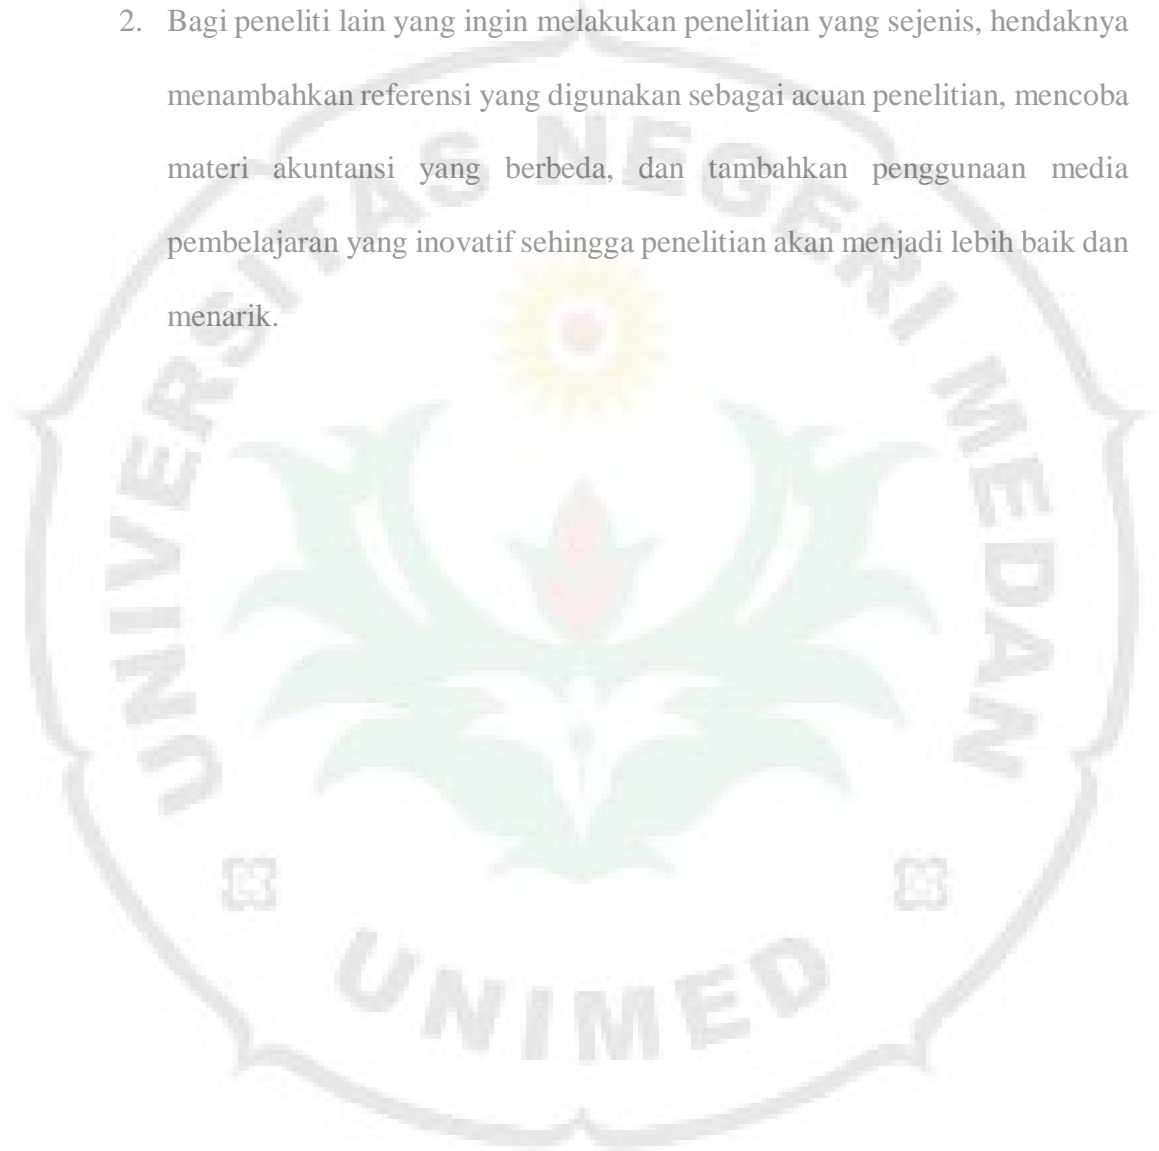 2. Bagi peneliti lain yang ingin melakukan penelitian yang sejenis, hendaknya
menambahkan referensi yang digunakan sebagai acuan penelitian, mencoba
materi akuntansi yang berbeda, dan tambahkan penggunaan media
pembelajaran yang inovatif sehingga penelitian akan menjadi lebih baik dan
menarik.
UNIVERSITAS NEGERI MEDAN
UNIMED